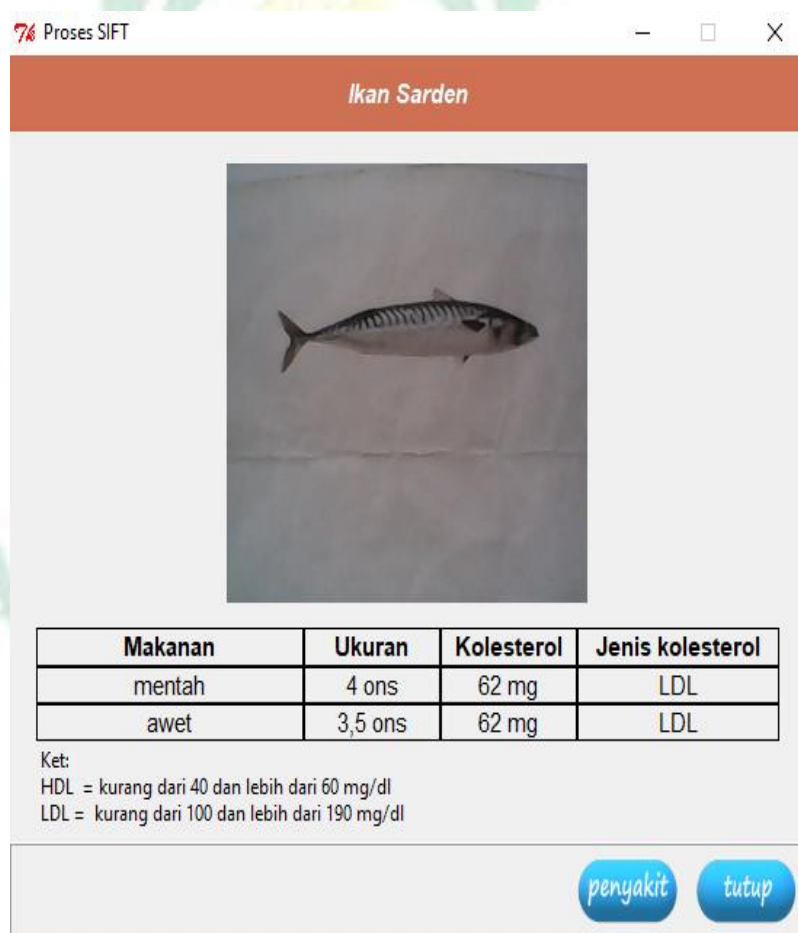 Proses SIFT
Ikan Sarden
Makanan Ukuran Kolesterol Jenis kolesterol
mentah 4 ons 62 mg LDL
awet 3,5 ons 62 mg LDL
Ket:
HDL = kurang dari 40 dan lebih dari 60 mg/dl
LDL = kurang dari 100 dan lebih dari 190 mg/dl
penyakit tutup